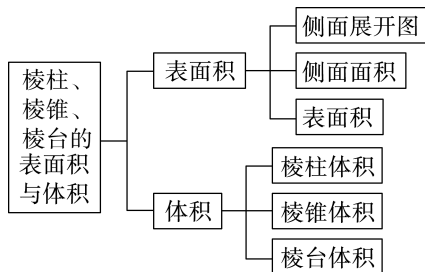 棱柱、
棱锥、
棱台的
表面积
与体积
表面积
侧面展开图
侧面面积
表面积
体积
棱柱体积
棱锥体积
棱台体积